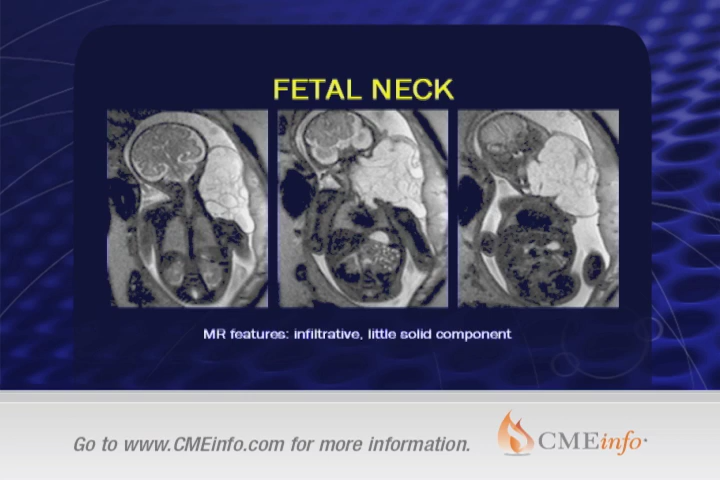 FETAL NECK
MR features: infiltrative, little solid component
Go to www.CMEinfo.com for more information.
CMEinfo